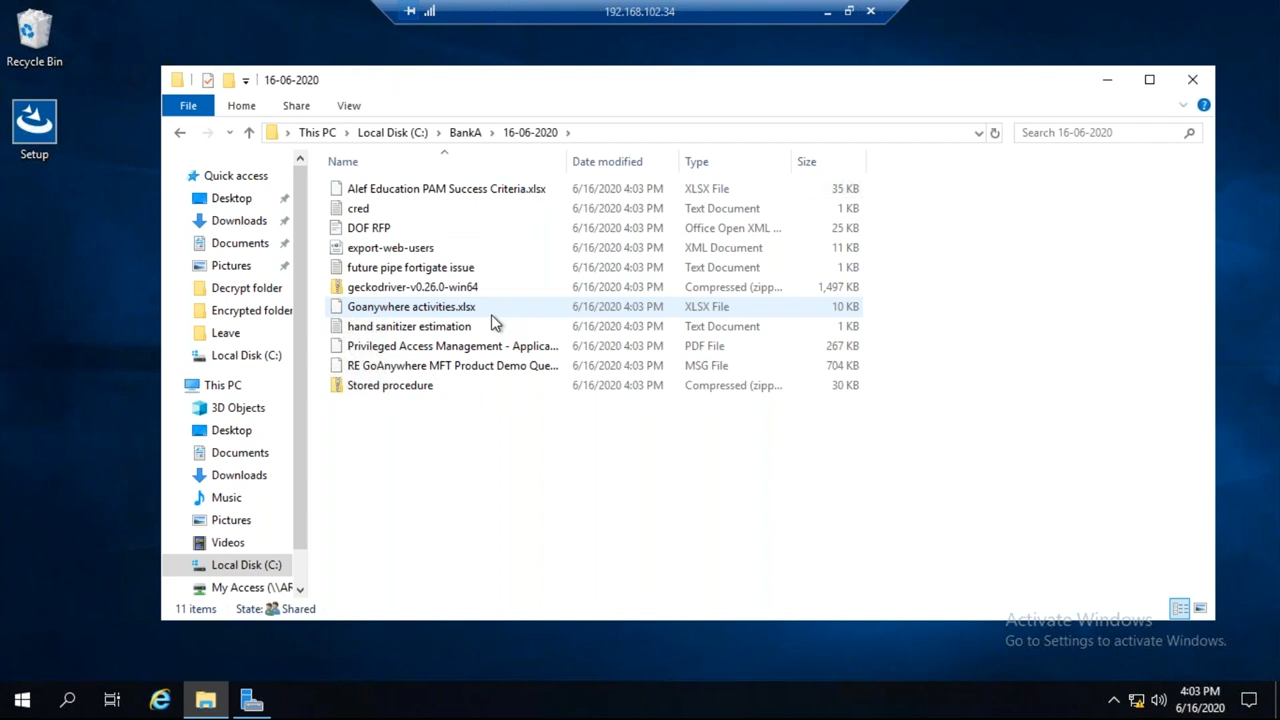 192.168.102.34
Recycle Bin
Setup
16-06-2020
File Home Share View
This PC Local Disk (C:) BankA 16-06-2020
Search 16-06-2020
Name Date modified Type Size
Alef Education PAM Success Criteria.xlsx 6/16/2020 4:03 PM XLSX File 35 KB
cred 6/16/2020 4:03 PM Text Document 1 KB
DOF RFP 6/16/2020 4:03 PM Office Open XML ... 25 KB
export-web-users 6/16/2020 4:03 PM XML Document 11 KB
future pipe fortigate issue 6/16/2020 4:03 PM Text Document 1 KB
geckodriver-v0.26.0-win64 6/16/2020 4:03 PM Compressed (zipp... 1,497 KB
Goanywhere activities.xlsx 6/16/2020 4:03 PM XLSX File 10 KB
hand sanitizer estimation 6/16/2020 4:03 PM Text Document 1 KB
Privileged Access Management - Applica... 6/16/2020 4:03 PM PDF File 267 KB
RE GoAnywhere MFT Product Demo Que... 6/16/2020 4:03 PM MSG File 704 KB
Stored procedure 6/16/2020 4:03 PM Compressed (zipp... 30 KB
Quick access
Desktop
Downloads
Documents
Pictures
Decrypt folder
Encrypted folder
Leave
Local Disk (C:)
This PC
3D Objects
Desktop
Documents
Downloads
Music
Pictures
Videos
Local Disk (C:)
My Access (\\AF
11 items State: Shared
Activate Windows
Go to Settings to activate Windows.
4:03 PM
6/16/2020